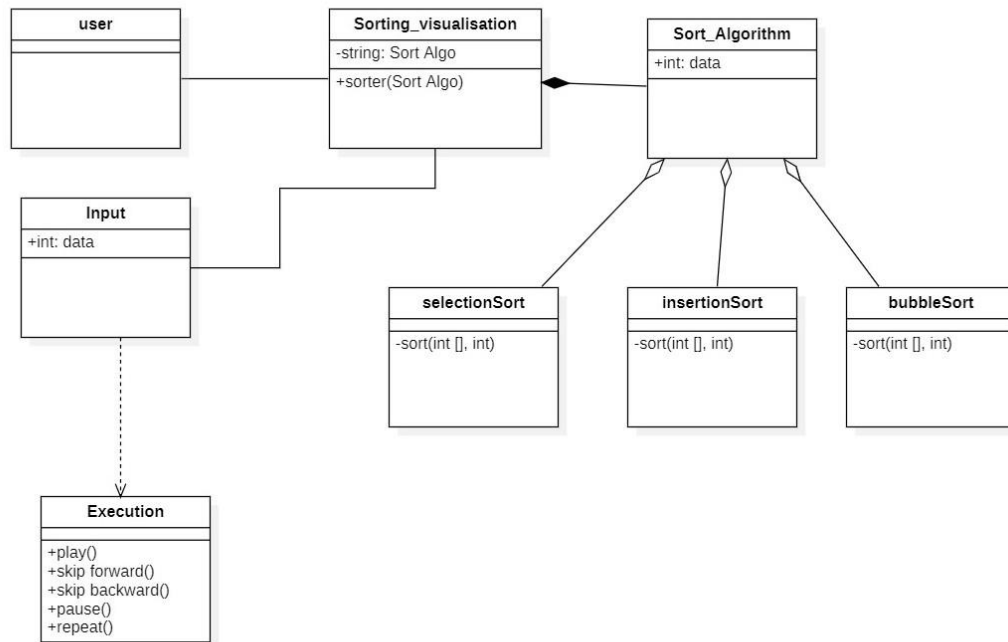 user
Sorting_visualisation
-string: Sort Algo
+sorter(Sort Algo)
Sort_Algorithm
+int: data
Input
+int: data
selectionSort
-sort(int [], int)
insertionSort
-sort(int [], int)
bubbleSort
-sort(int [], int)
Execution
+play()
+skip forward()
+skip backward()
+pause()
+repeat()